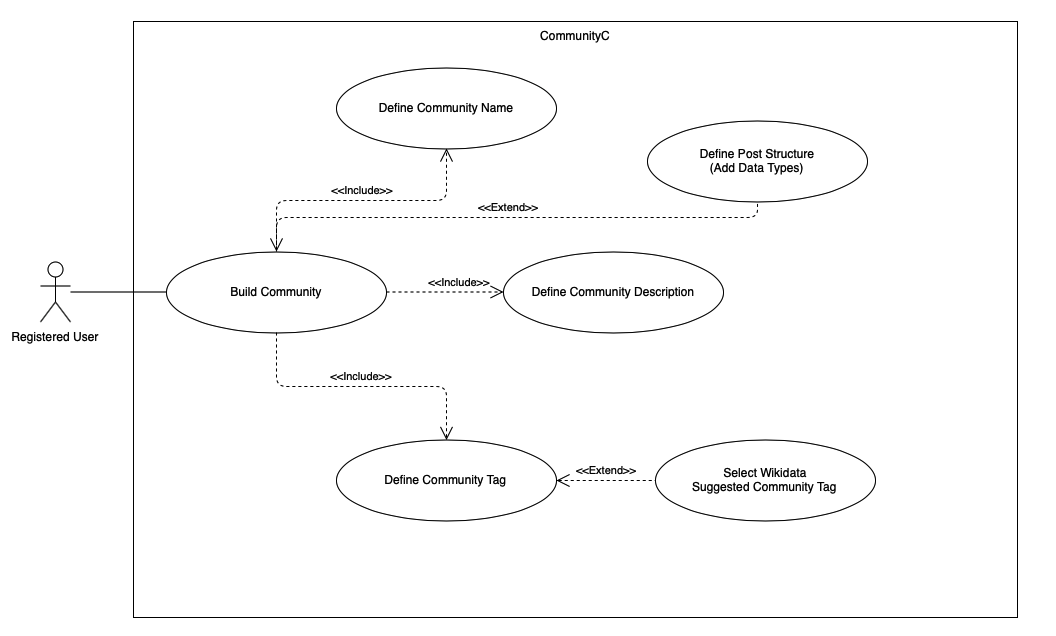 CommunityC
Define Community Name
Define Post Structure
(Add Data Types)
<<Include>>
<<Extend>>
Build Community
<<Include>>
Define Community Description
Registered User
<<Include>>
Define Community Tag
<<Extend>>
Select Wikidata
Suggested Community Tag